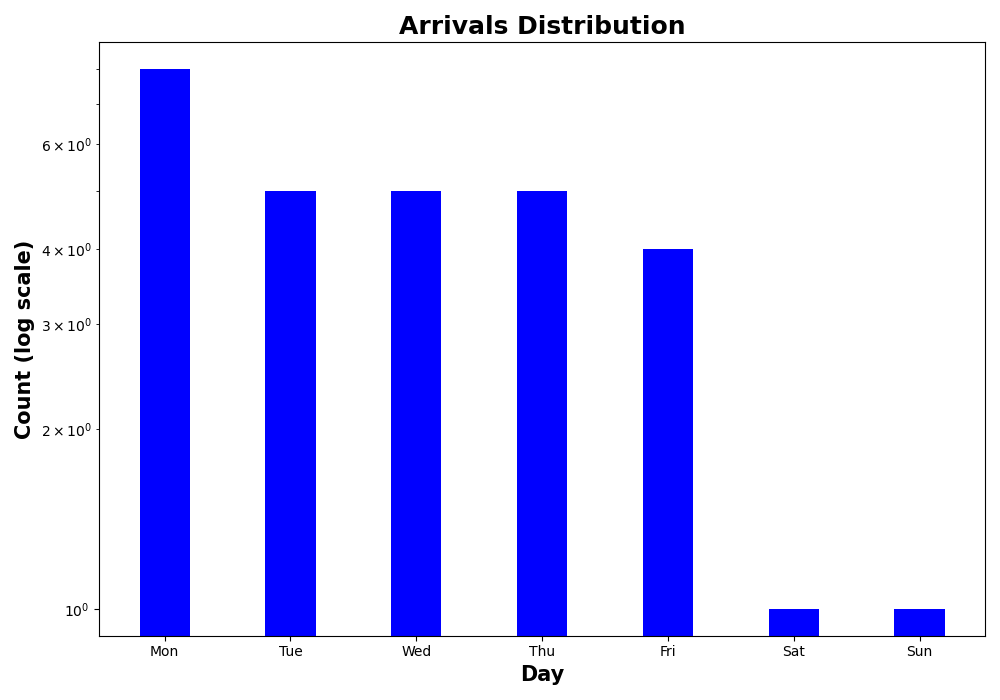 Arrivals Distribution
Count (log scale)
6 × 10⁰
4 × 10⁰
3 × 10⁰
2 × 10⁰
10⁰
Mon Tue Wed Thu Fri Sat Sun
Day